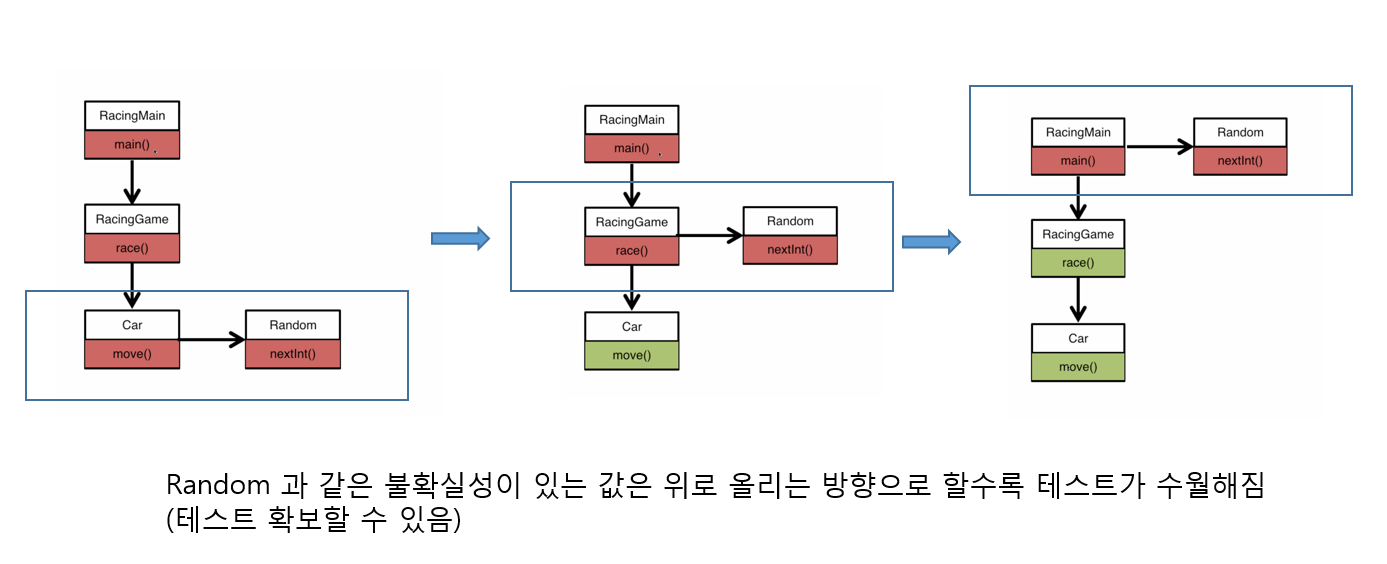 RacingMain
main()
RacingGame
race()
Car
move()
Random
nextInt()
RacingMain
main()
RacingGame
race()
Random
nextInt()
Car
move()
RacingMain
main()
Random
nextInt()
RacingGame
race()
Car
move()
Random 과 같은 불확실성이 있는 값은 위로 올리는 방향으로 할수록 테스트가 수월해짐
(테스트 확보할 수 있음)